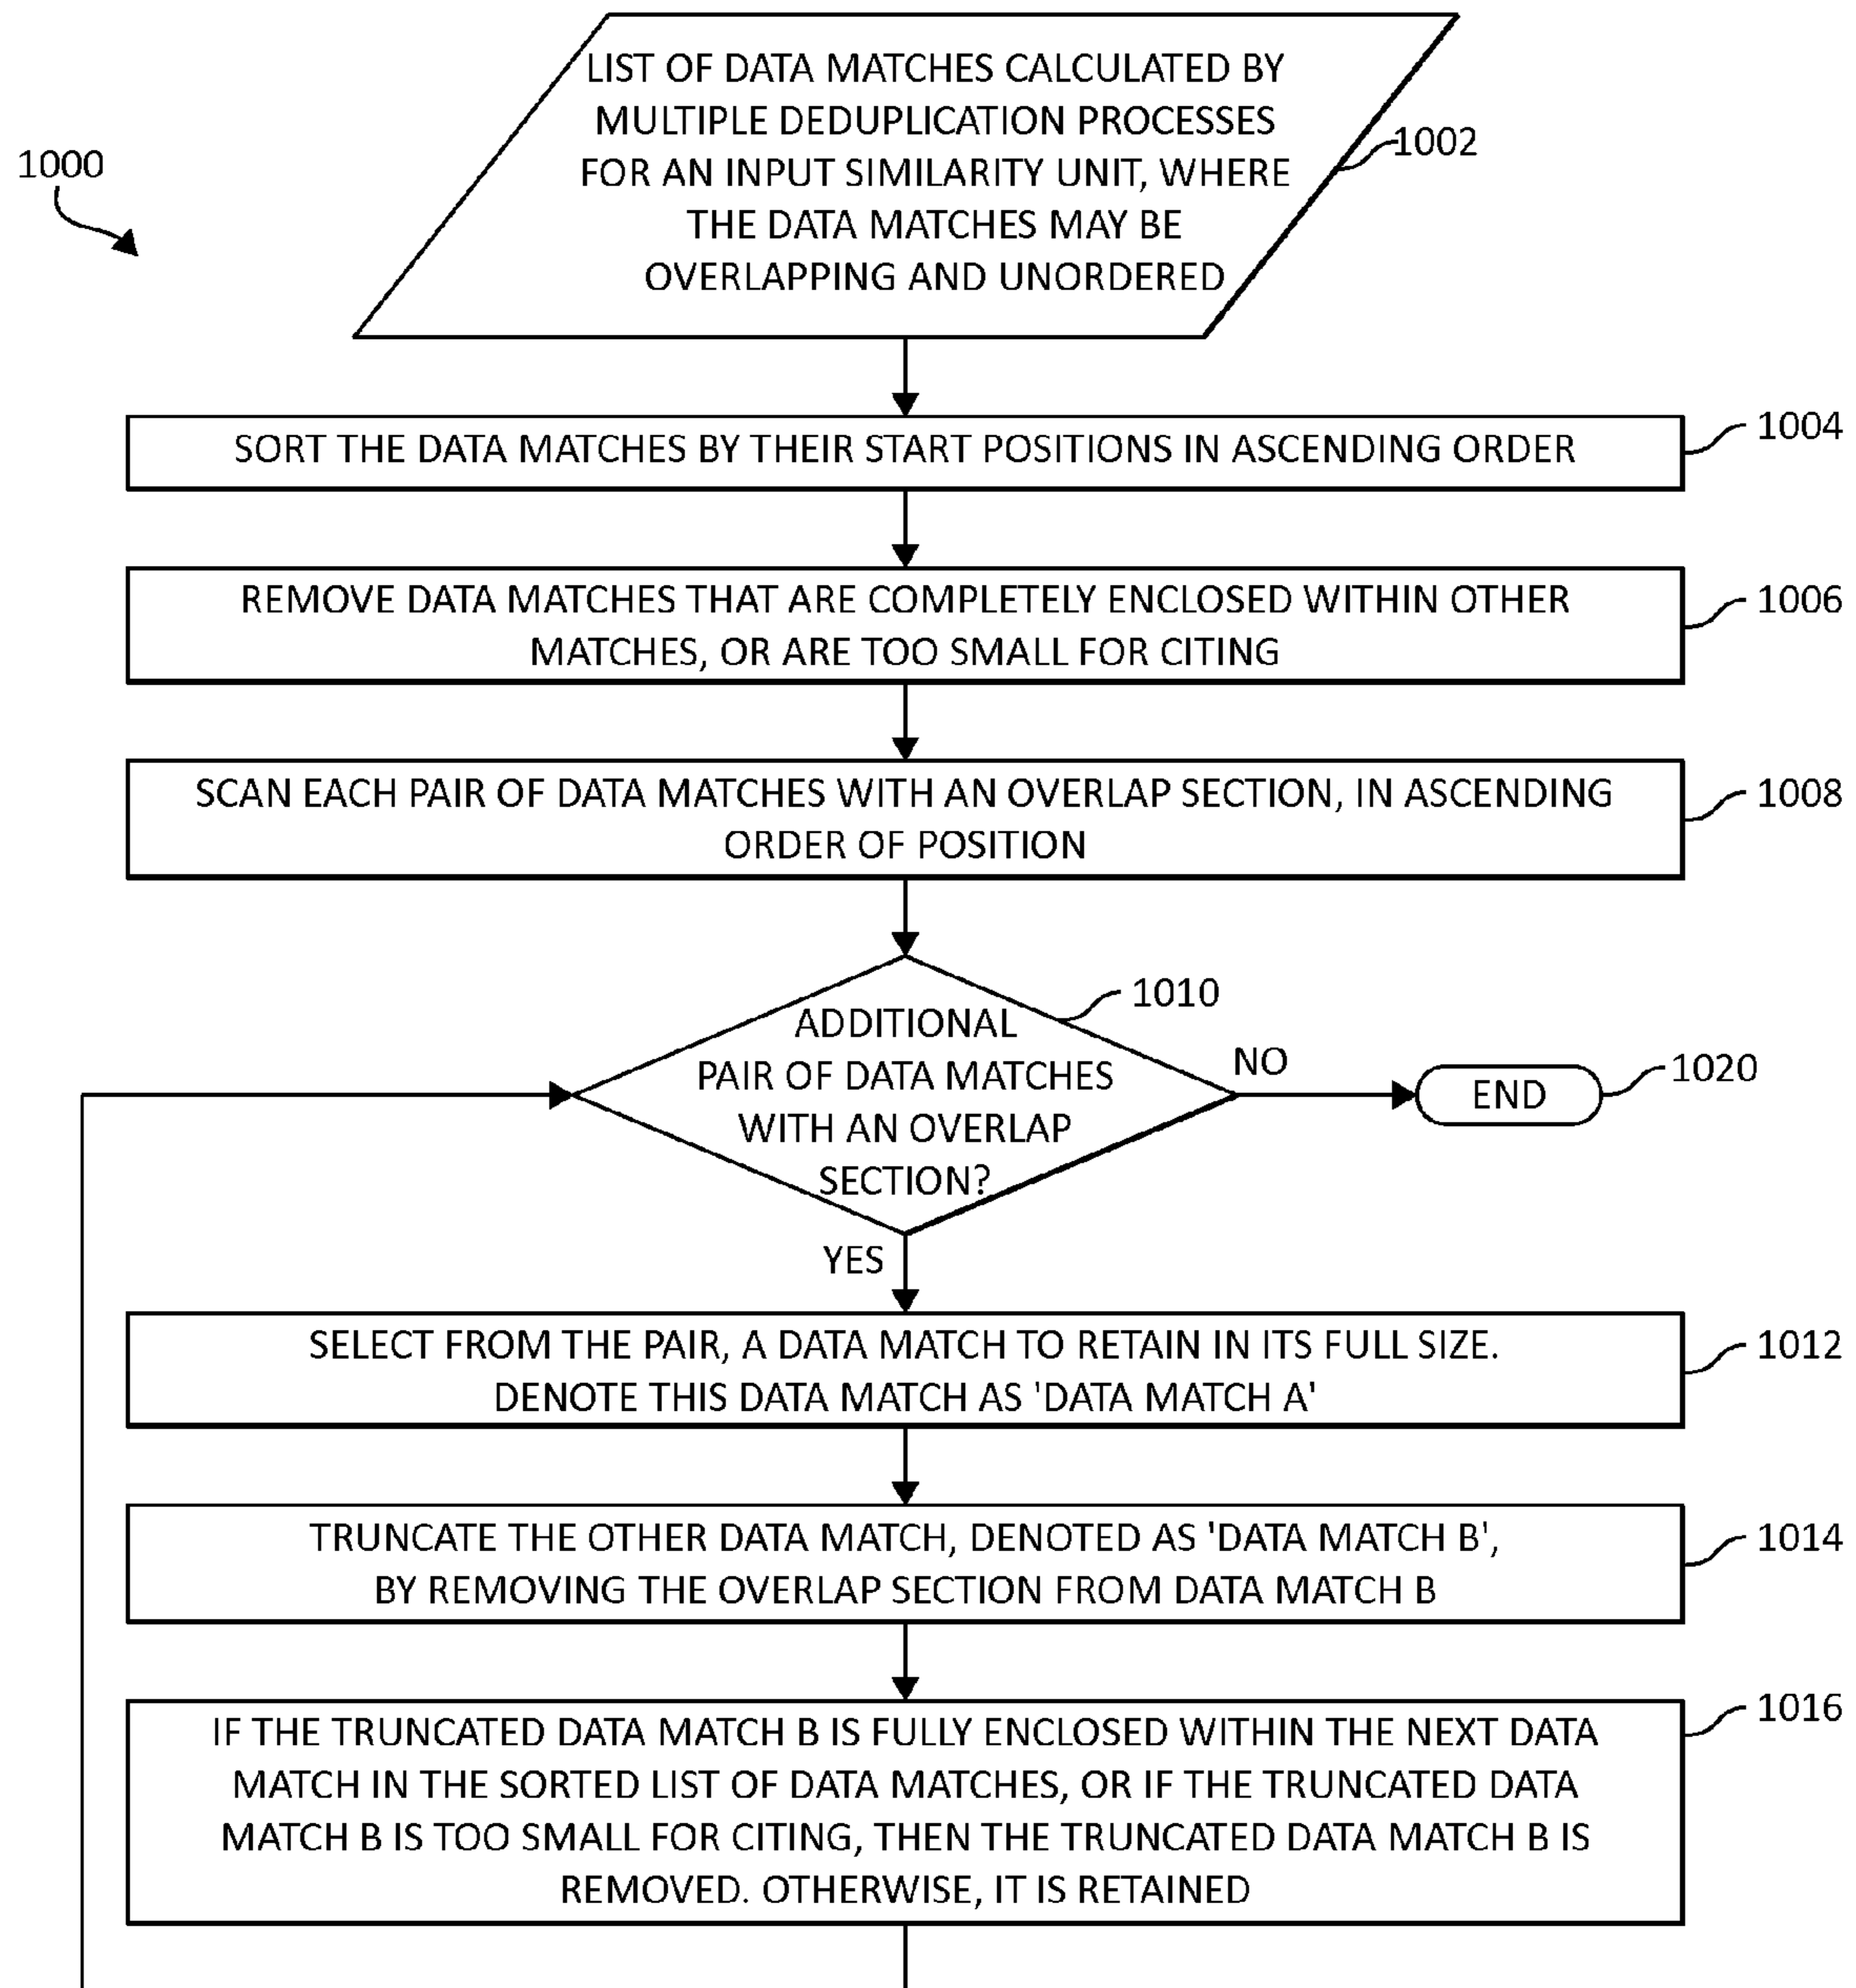 LIST OF DATA MATCHES CALCULATED BY
MULTIPLE DEDUPLICATION PROCESSES
FOR AN INPUT SIMILARITY UNIT, WHERE
THE DATA MATCHES MAY BE
OVERLAPPING AND UNORDERED
1002
1000
SORT THE DATA MATCHES BY THEIR START POSITIONS IN ASCENDING ORDER
1004
REMOVE DATA MATCHES THAT ARE COMPLETELY ENCLOSED WITHIN OTHER
MATCHES, OR ARE TOO SMALL FOR CITING
1006
SCAN EACH PAIR OF DATA MATCHES WITH AN OVERLAP SECTION, IN ASCENDING
ORDER OF POSITION
1008
ADDITIONAL
PAIR OF DATA MATCHES
WITH AN OVERLAP
SECTION?
1010
NO
END
1020
YES
SELECT FROM THE PAIR, A DATA MATCH TO RETAIN IN ITS FULL SIZE.
DENOTE THIS DATA MATCH AS 'DATA MATCH A'
1012
TRUNCATE THE OTHER DATA MATCH, DENOTED AS 'DATA MATCH B',
BY REMOVING THE OVERLAP SECTION FROM DATA MATCH B
1014
IF THE TRUNCATED DATA MATCH B IS FULLY ENCLOSED WITHIN THE NEXT DATA
MATCH IN THE SORTED LIST OF DATA MATCHES, OR IF THE TRUNCATED DATA
MATCH B IS TOO SMALL FOR CITING, THEN THE TRUNCATED DATA MATCH B IS
REMOVED. OTHERWISE, IT IS RETAINED
1016